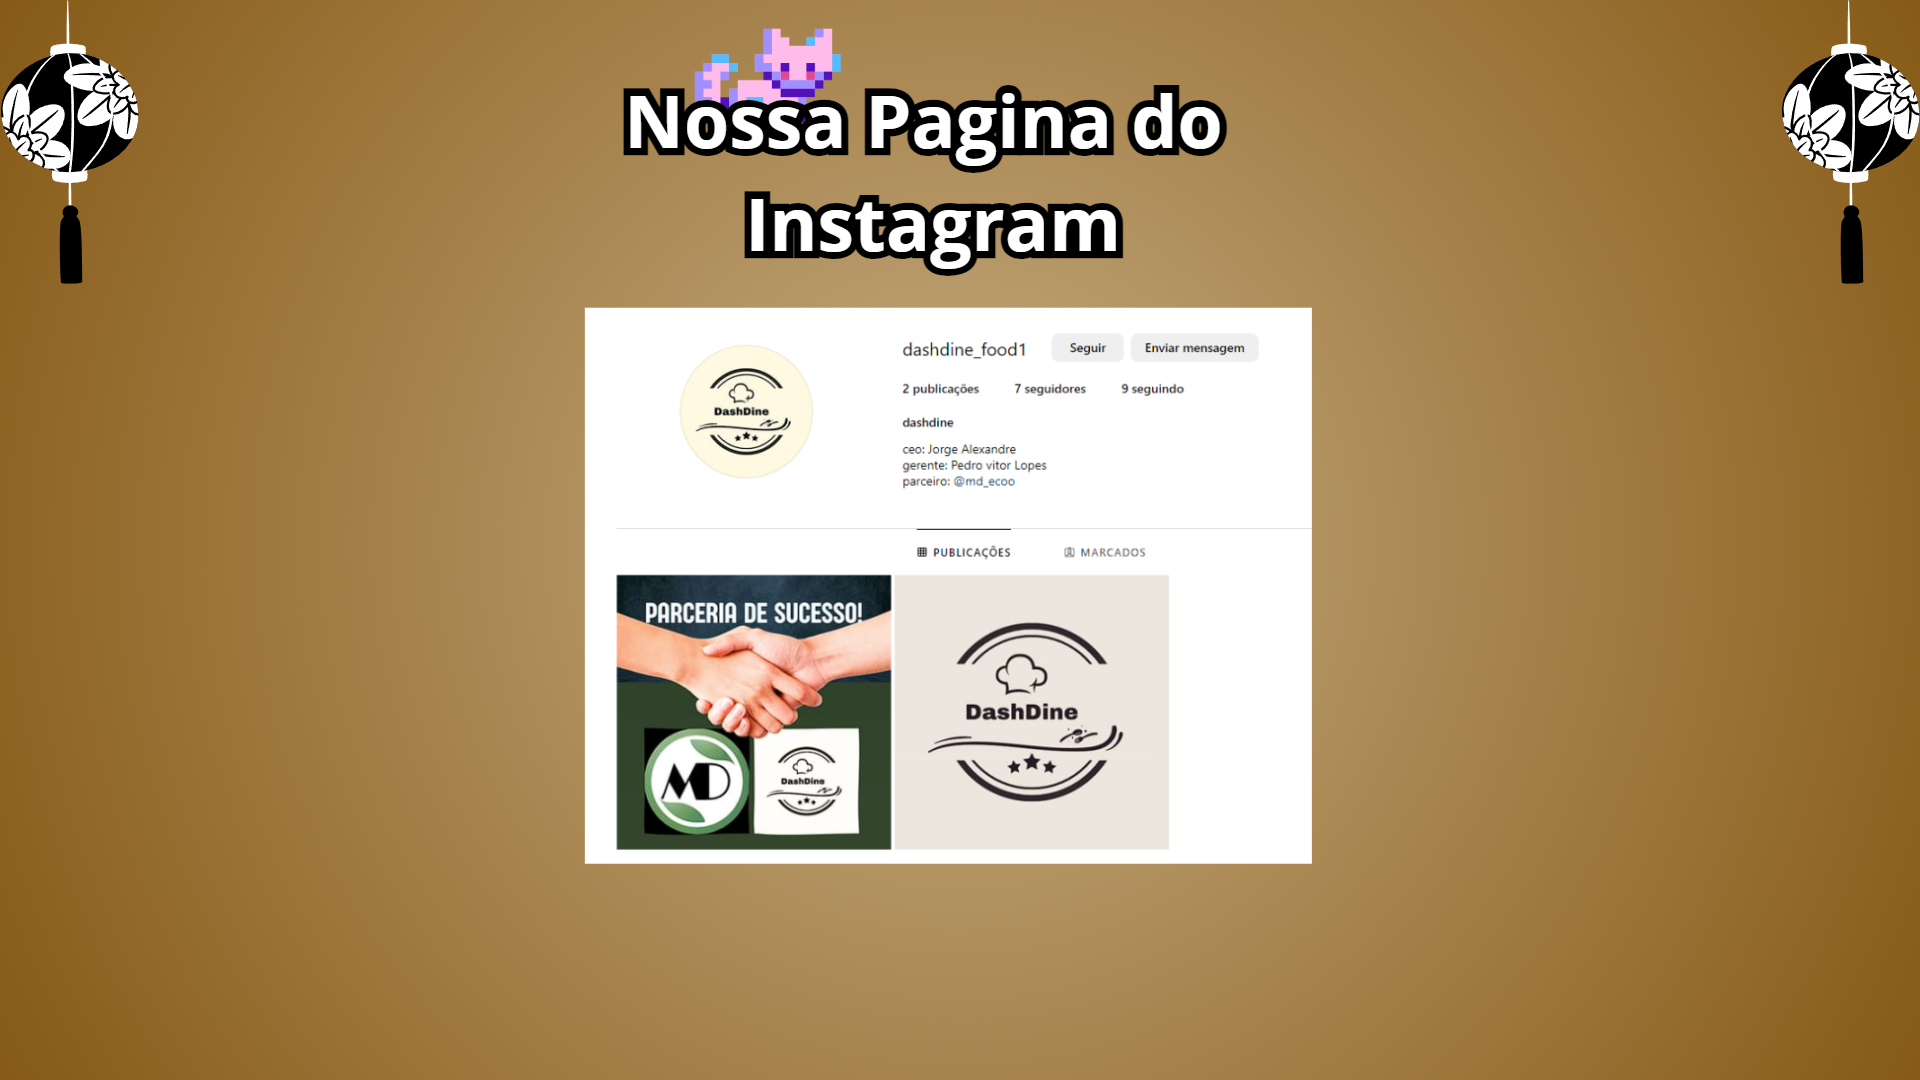 Nossa Pagina do
Instagram
dashdine_food1 Seguir Enviar mensagem
2 publicações 7 seguidores 9 seguindo
dashdine
ceo: Jorge Alexandre
gerente: Pedro vitor Lopes
parceiro: @md_ecoo
DashDine
PUBLICAÇÕES MARCADOS
PARCERIA DE SUCESSO!
MD
DashDine
DashDine